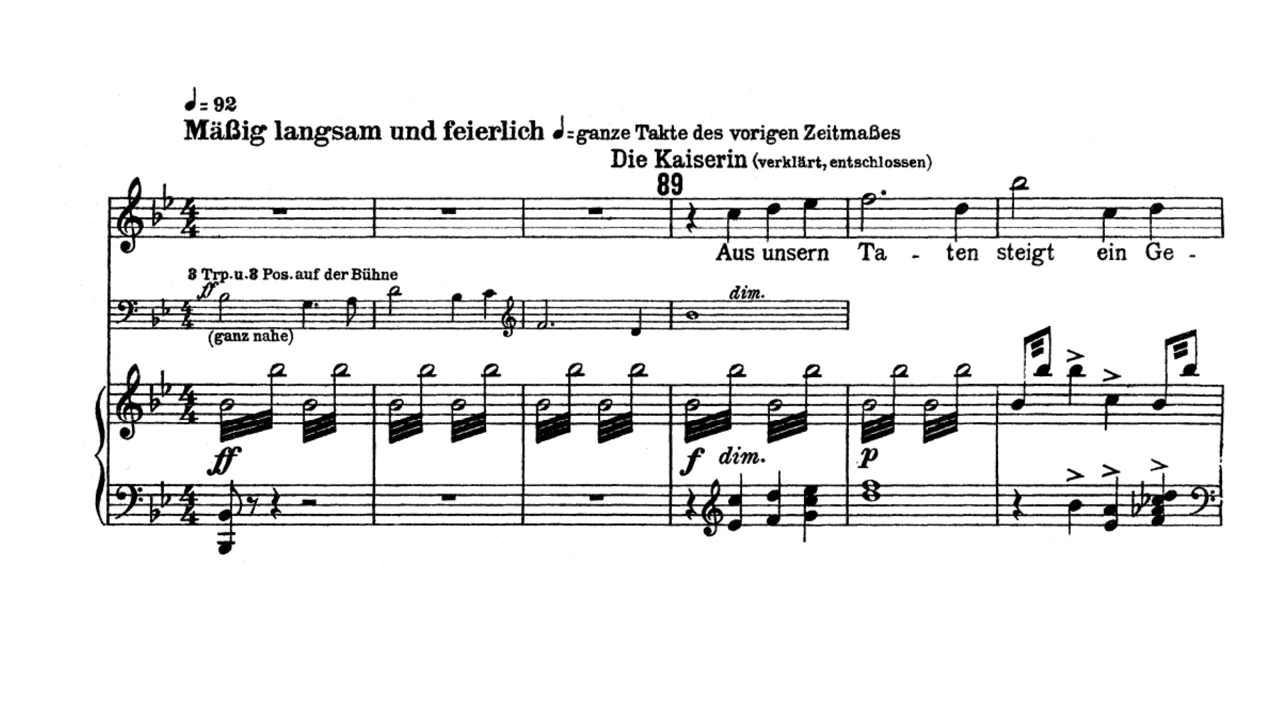 ♩= 92
Mäßig langsam und feierlich ♩=ganze Takte des vorigen Zeitmaßes
Die Kaiserin (verklärt, entschlossen)
89
Aus unsern Ta - ten steigt ein Ge -
3 Trp. u. 3 Pos. auf der Bühne
ff dim.
(ganz nahe)
ff f dim. p